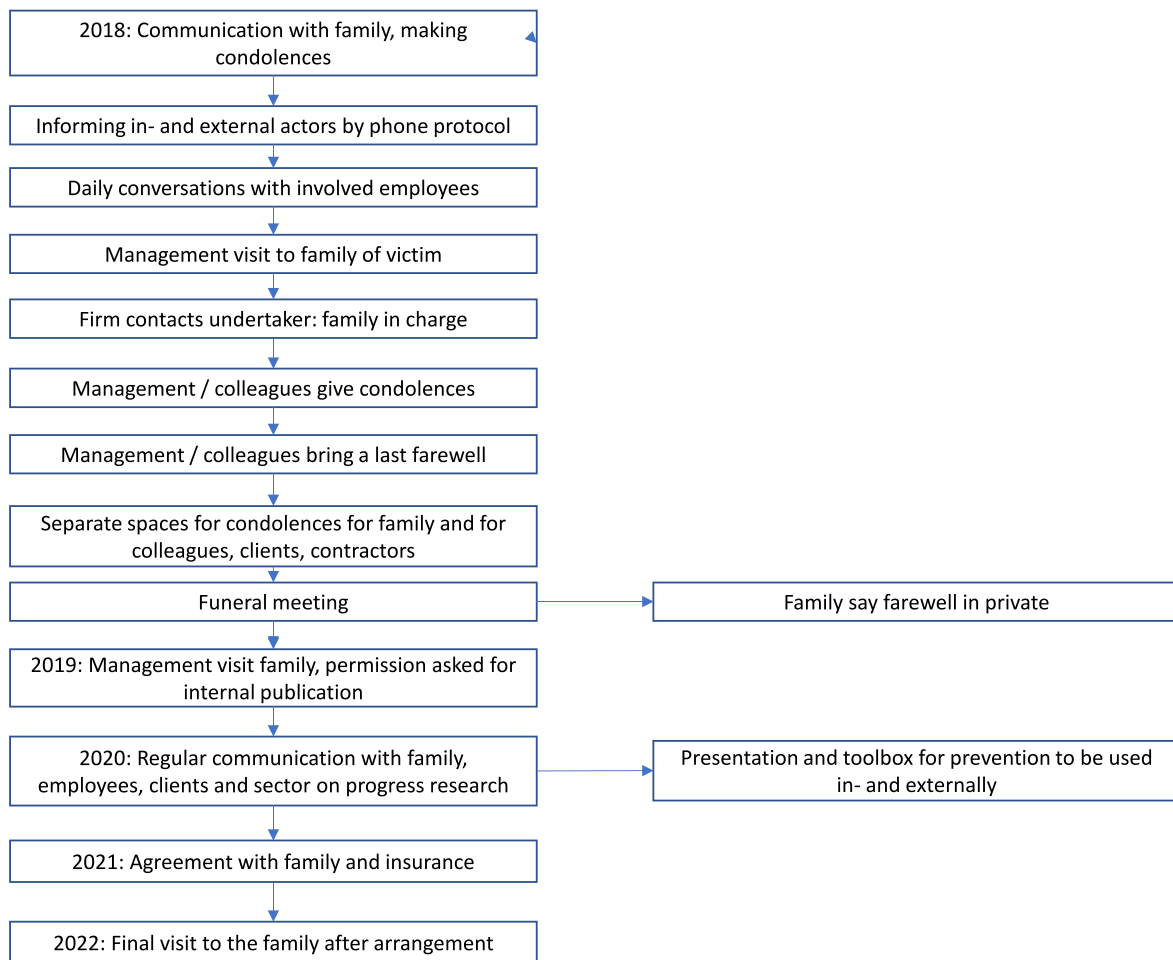 2018: Communication with family, making
condolences
Informing in- and external actors by phone protocol
Daily conversations with involved employees
Management visit to family of victim
Firm contacts undertaker: family in charge
Management / colleagues give condolences
Management / colleagues bring a last farewell
Separate spaces for condolences for family and for
colleagues, clients, contractors
Funeral meeting
Family say farewell in private
2019: Management visit family, permission asked for
internal publication
2020: Regular communication with family,
employees, clients and sector on progress research
Presentation and toolbox for prevention to be used
in- and externally
2021: Agreement with family and insurance
2022: Final visit to the family after arrangement